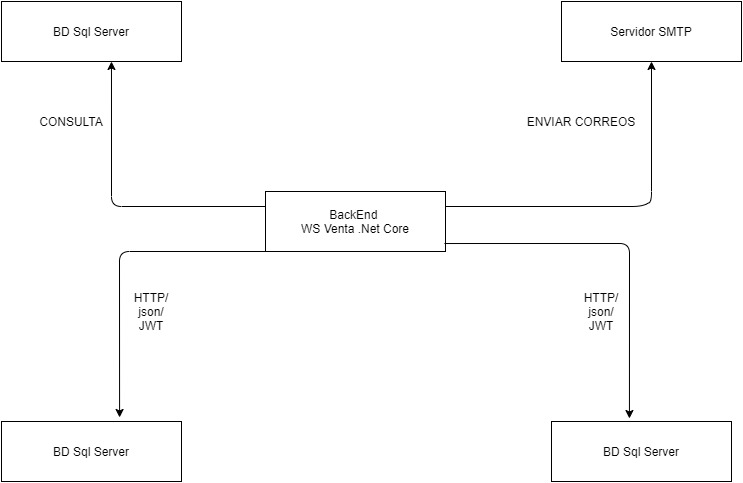 BD Sql Server
Servidor SMTP
CONSULTA
ENVIAR CORREOS
BackEnd
WS Venta .Net Core
HTTP/
json/
JWT
HTTP/
json/
JWT
BD Sql Server
BD Sql Server